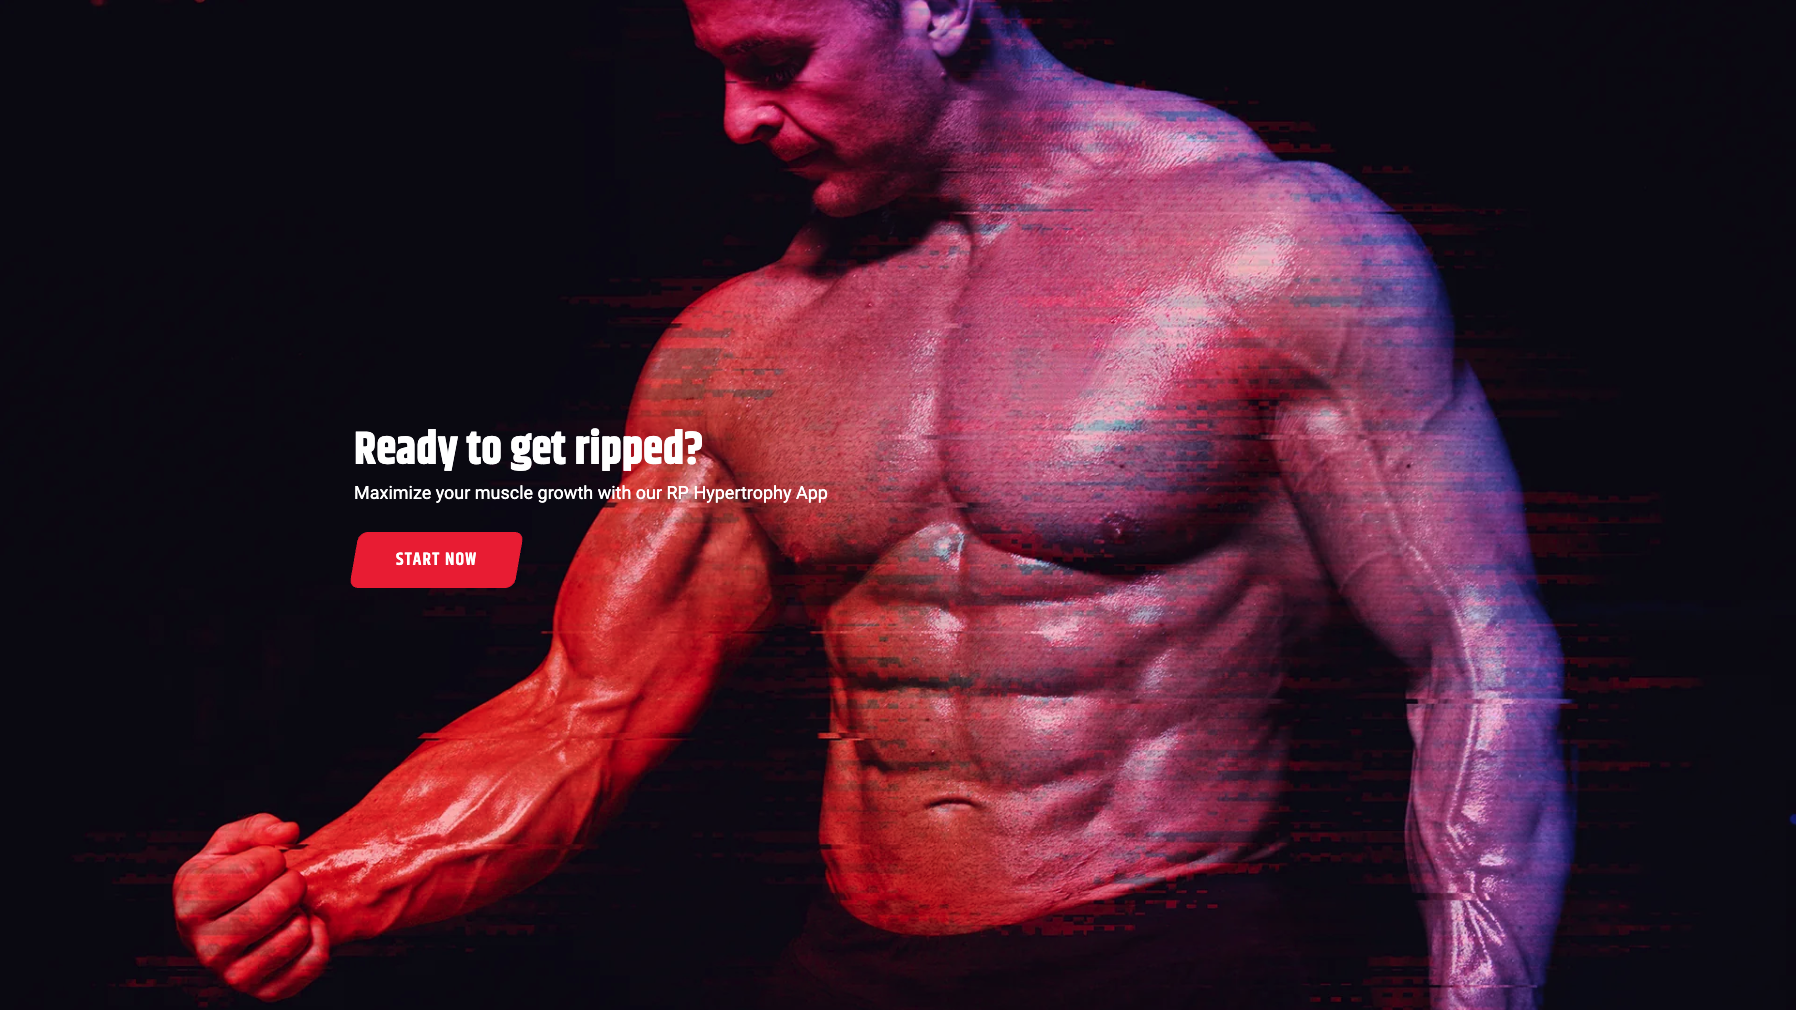 Ready to get ripped?
Maximize your muscle growth with our RP Hypertrophy App
START NOW